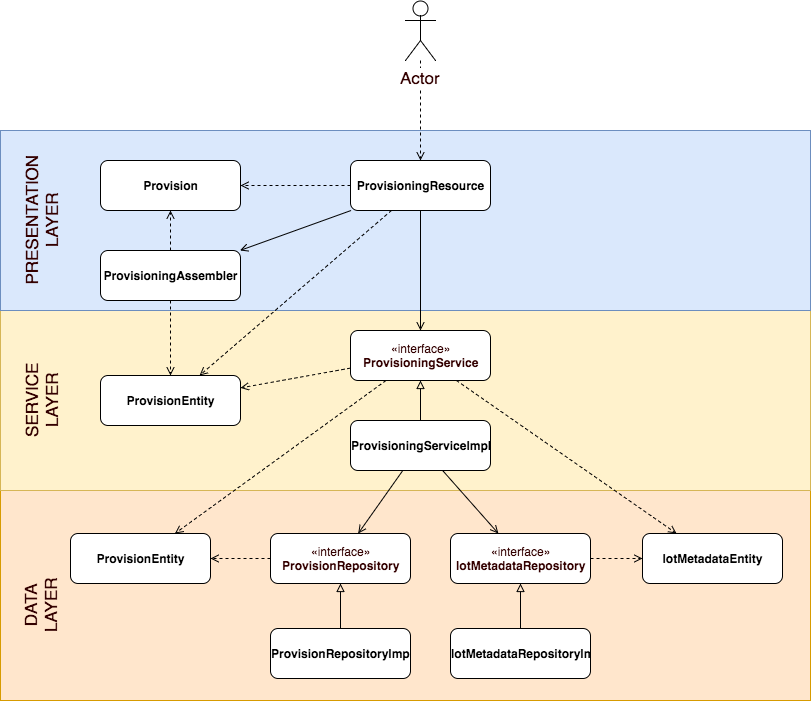 Actor
PRESENTATION
LAYER
Provision
ProvisioningResource
ProvisioningAssembler
SERVICE
LAYER
«interface»
ProvisioningService
ProvisionEntity
ProvisioningServiceImpl
DATA
LAYER
ProvisionEntity
«interface»
ProvisionRepository
«interface»
IotMetadataRepository
IotMetadataEntity
ProvisionRepositoryImp
IotMetadataRepositoryIn